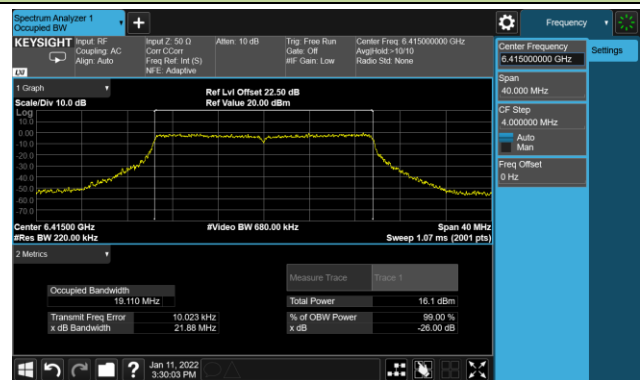 Spectrum Analyzer 1
Occupied BW
Frequency
KEYSIGHT
Input: RF
Coupling: AC
Align: Auto
Input Z: 50 Ω
Corr CCorr
Freq Ref: Int (S)
NFE: Adaptive
Atten: 10 dB
Trig: Free Run
Gate: Off
#IF Gain: Low
Center Freq: 6.415000000 GHz
Avg|Hold:>10/10
Radio Std: None
LXI
Center Frequency
6.415000000 GHz
Settings
Span
40.000 MHz
CF Step
4.000000 MHz
Auto
Man
Freq Offset
0 Hz
1 Graph
Scale/Div 10.0 dB
Ref Lvl Offset 22.50 dB
Ref Value 20.00 dBm
Log
10.0
0.00
-10.0
-20.0
-30.0
-40.0
-50.0
-60.0
-70.0
Center 6.41500 GHz
#Res BW 220.00 kHz
#Video BW 680.00 kHz
Span 40 MHz
Sweep 1.07 ms (2001 pts)
2 Metrics
Measure Trace
Trace 1
Occupied Bandwidth
19.110 MHz
Total Power
16.1 dBm
Transmit Freq Error
10.023 kHz
% of OBW Power
99.00 %
x dB Bandwidth
21.88 MHz
x dB
-26.00 dB
?
Jan 11, 2022
3:30:03 PM